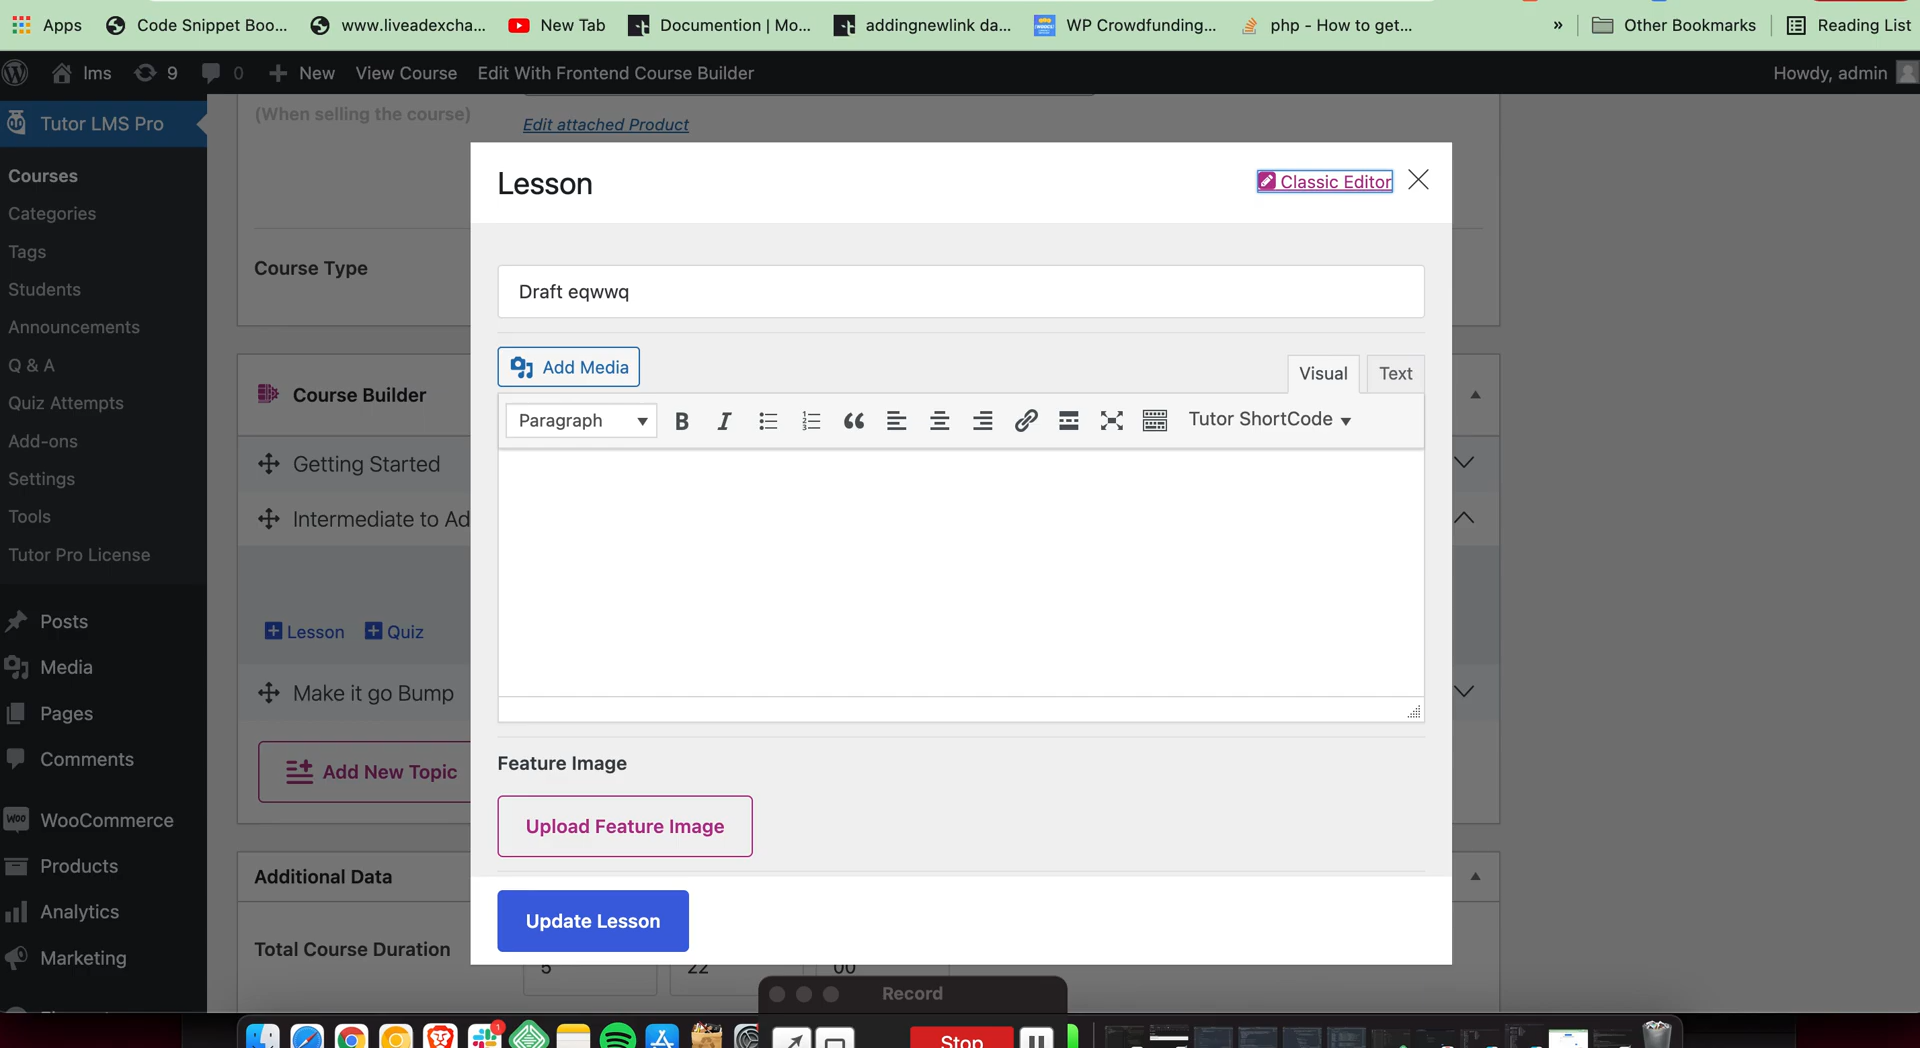 Apps Code Snippet Boo... www.liveadexcha... New Tab Documention | Mo... addingnewlink da... WP Crowdfunding... php - How to get... » Other Bookmarks Reading List
lms 9 0 New View Course Edit With Frontend Course Builder Howdy, admin
Tutor LMS Pro
Courses
Categories
Tags
Students
Announcements
Q & A
Quiz Attempts
Add-ons
Settings
Tools
Tutor Pro License
Posts
Media
Pages
Comments
WooCommerce
Products
Analytics
Marketing
(When selling the course)
Edit attached Product
Course Type
Course Builder
Getting Started
Intermediate to Ad
Lesson Quiz
Make it go Bump
Add New Topic
Additional Data
Total Course Duration
5 22 00
Lesson
Classic Editor
Draft eqwwq
Add Media
Visual Text
Paragraph B I Tutor ShortCode
Feature Image
Upload Feature Image
Update Lesson
Record
Stop
1